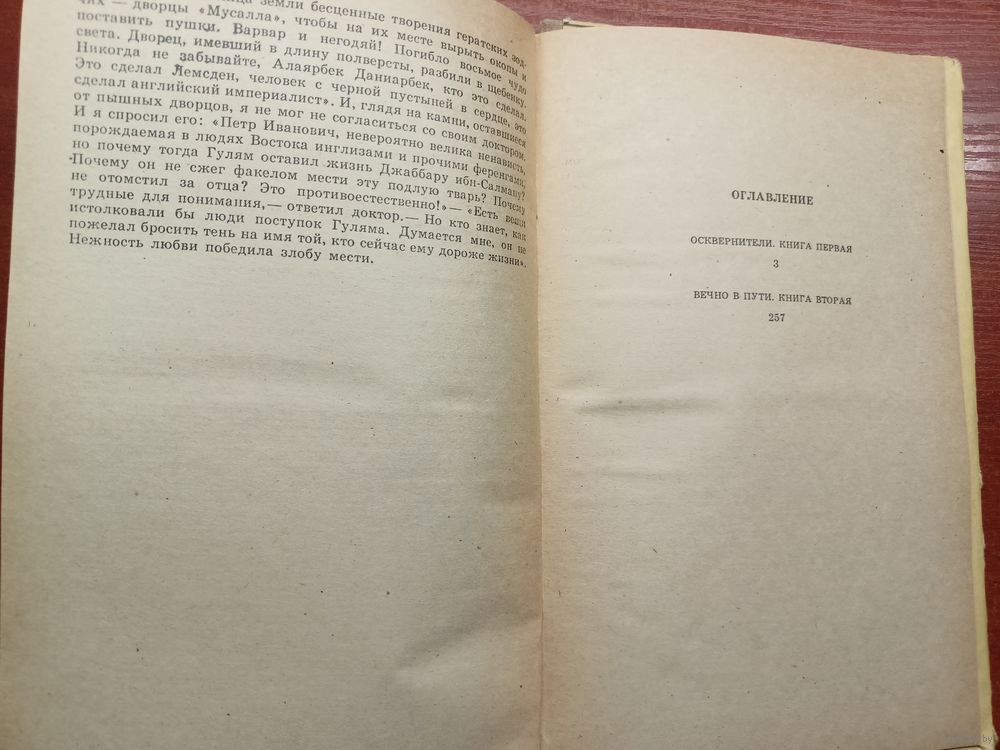 земли бесценные творения гератских зод-
чих — дворцы «Мусалла», чтобы на их месте вырыть окопы и
поставить пушки. Варвар и негодяй! Погибло восьмое чудо
света. Дворец, имевший в длину полверсты, разбили в щебенку.
Никогда не забывайте, Алаярбек Даниарбек, кто это сделал.
Это сделал Лемсден, человек с черной пустыней в сердце, это
сделал английский империалист». И, глядя на камни, оставшиеся
от пышных дворцов, я не мог не согласиться со своим доктором.
И я спросил его: «Петр Иванович, невероятно велика ненависть,
порождаемая в людях Востока инглизами и прочими ференгами,
но почему тогда Гулям оставил жизнь Джаббару ибн-Салману?
Почему он не сжег факелом мести эту подлую тварь? Почему
не отомстил за отца? Это противоестественно!»— «Есть вещи
трудные для понимания,— ответил доктор.— Но кто знает, как
истолковали бы люди поступок Гуляма. Думается мне, он не
пожелал бросить тень на имя той, кто сейчас ему дороже жизни».
Нежность любви победила злобу мести.
ОГЛАВЛЕНИЕ
ОСКВЕРНИТЕЛИ. КНИГА ПЕРВАЯ
3
ВЕЧНО В ПУТИ. КНИГА ВТОРАЯ
257